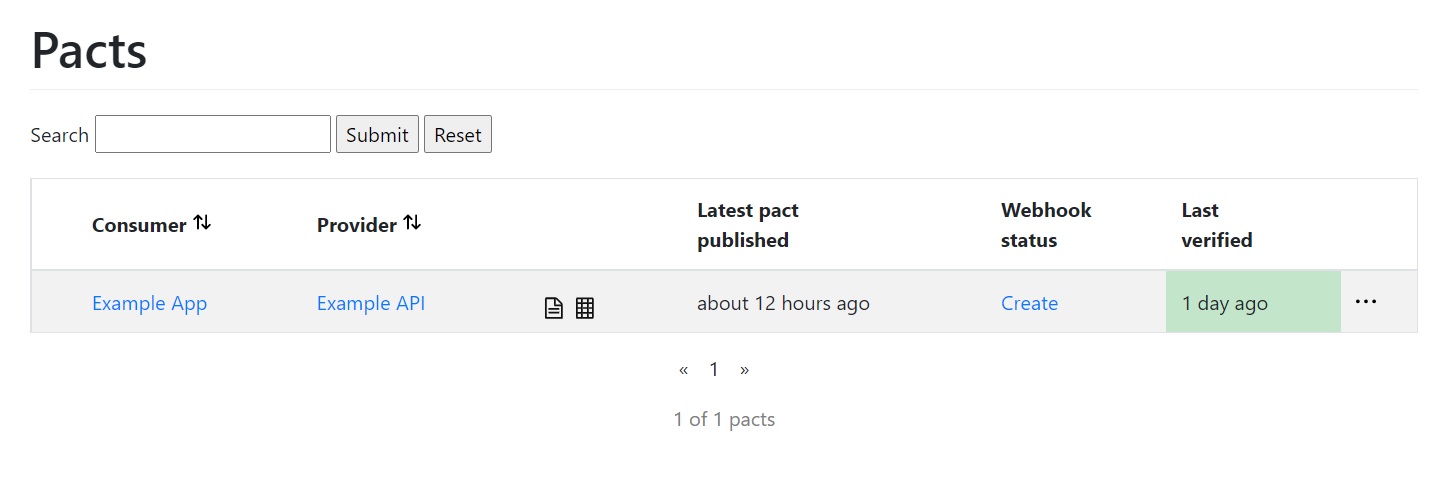 Pacts
Search Submit Reset
Consumer Provider Latest pact published Webhook status Last verified
Example App Example API about 12 hours ago Create 1 day ago ...
« 1 »
1 of 1 pacts